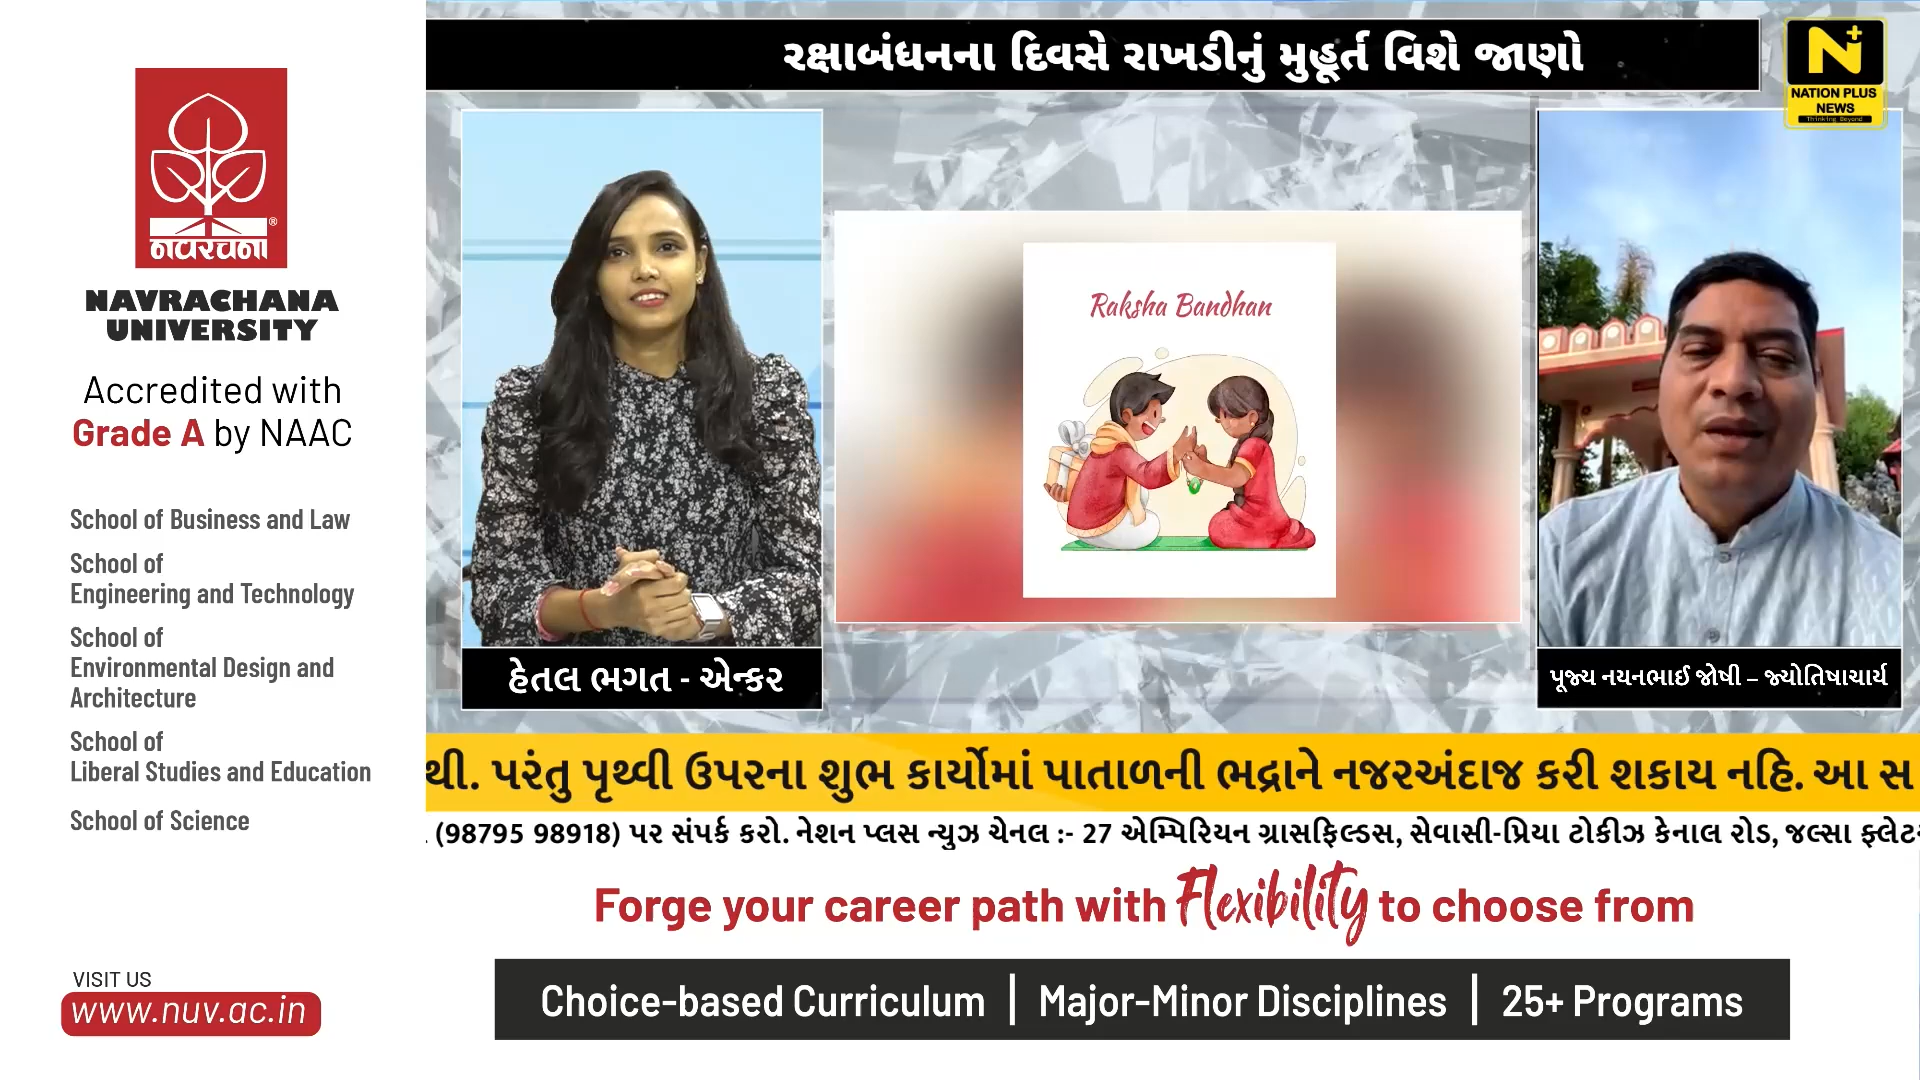 રક્ષાબંધનના દિવસે રાખડીનું મુહૂર્ત વિશે જાણો
N+
NATION PLUS
NEWS
Thinking Beyond
નવરચના
®
NAVRACHANA
UNIVERSITY
Accredited with
Grade A by NAAC
School of Business and Law
School of
Engineering and Technology
School of
Environmental Design and
Architecture
School of
Liberal Studies and Education
School of Science
VISIT US
www.nuv.ac.in
Raksha Bandhan
હેતલ ભગત - એન્કર
પૂજ્ય નયનભાઈ જોષી – જ્યોતિષાચાર્ય
થી. પરંતુ પૃથ્વી ઉપરના શુભ કાર્યોમાં પાતાળની ભદ્રાને નજરઅંદાજ કરી શકાય નહિ. આ સ
. (98795 98918) પર સંપર્ક કરો. નેશન પ્લસ ન્યુઝ ચેનલ :- 27 એમ્પિરિયન ગ્રાસફિલ્ડસ, સેવાસી-પ્રિયા ટોકીઝ કેનાલ રોડ, જલ્સા
Forge your career path with Flexibility to choose from
Choice-based Curriculum | Major-Minor Disciplines | 25+ Programs